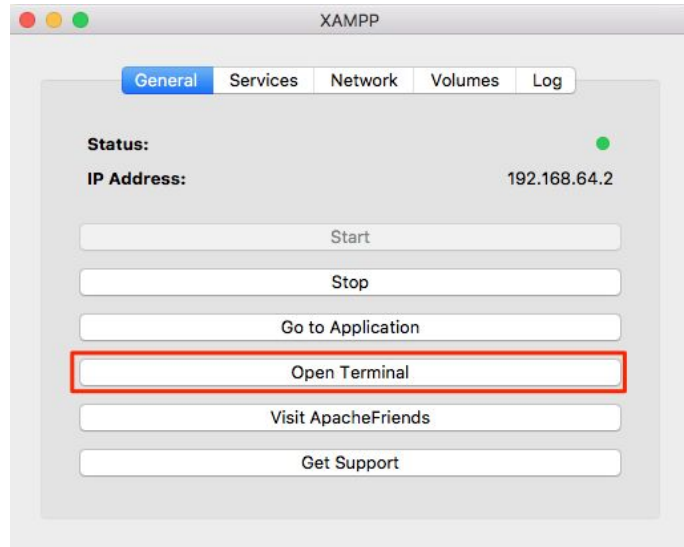 XAMPP
General Services Network Volumes Log
Status:
IP Address: 192.168.64.2
Start
Stop
Go to Application
Open Terminal
Visit ApacheFriends
Get Support